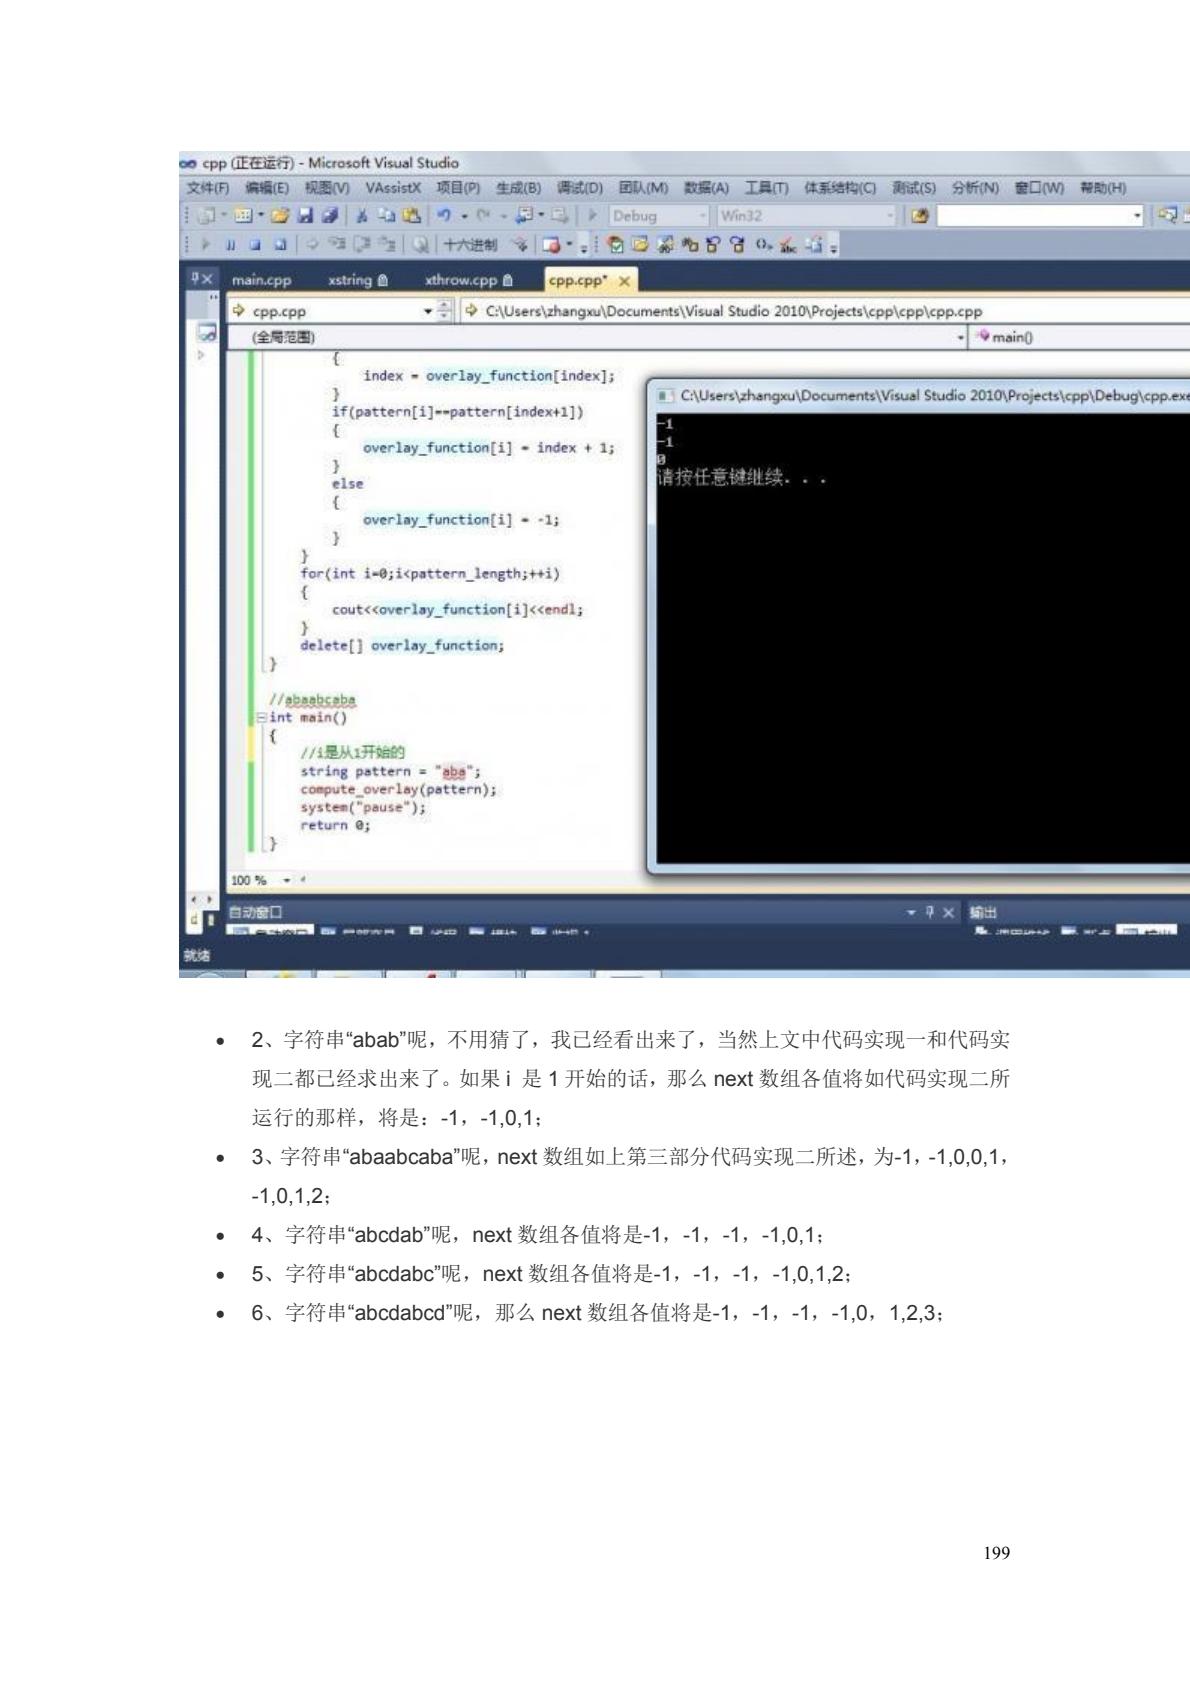 cpp (正在运行) - Microsoft Visual Studio
文件(F) 编辑(E) 视图(V) VAssistX 项目(P) 生成(B) 调试(D) 团队(M) 数据(A) 工具(T) 体系结构(C) 测试(S) 分析(N) 窗口(W) 帮助(H)
Debug Win32
十六进制
main.cpp xstring xthrow.cpp cpp.cpp*
cpp.cpp C:\Users\zhangxu\Documents\Visual Studio 2010\Projects\cpp\cpp\cpp.cpp
(全局范围) main()
{
index = overlay_function[index];
}
if(pattern[i]==pattern[index+1])
{
overlay_function[i] = index + 1;
}
else
{
overlay_function[i] = -1;
}
}
for(int i=0;i<pattern_length;++i)
{
cout<<overlay_function[i]<<endl;
}
delete[] overlay_function;
}
//abaabcaba
int main()
{
//i是从1开始的
string pattern = "aba";
compute_overlay(pattern);
system("pause");
return 0;
}
100 %
C:\Users\zhangxu\Documents\Visual Studio 2010\Projects\cpp\Debug\cpp.exe
-1
-1
0
请按任意键继续. . .
自动窗口 输出
就绪
• 2、字符串“abab”呢，不用猜了，我已经看出来了，当然上文中代码实现一和代码实
现二都已经求出来了。如果 i 是 1 开始的话，那么 next 数组各值将如代码实现二所
运行的那样，将是：-1，-1,0,1；
• 3、字符串“abaabcaba”呢，next 数组如上第三部分代码实现二所述，为-1，-1,0,0,1，
-1,0,1,2；
• 4、字符串“abcdab”呢，next 数组各值将是-1，-1，-1，-1,0,1；
• 5、字符串“abcdabc”呢，next 数组各值将是-1，-1，-1，-1,0,1,2；
• 6、字符串“abcdabcd”呢，那么 next 数组各值将是-1，-1，-1，-1,0，1,2,3；
199